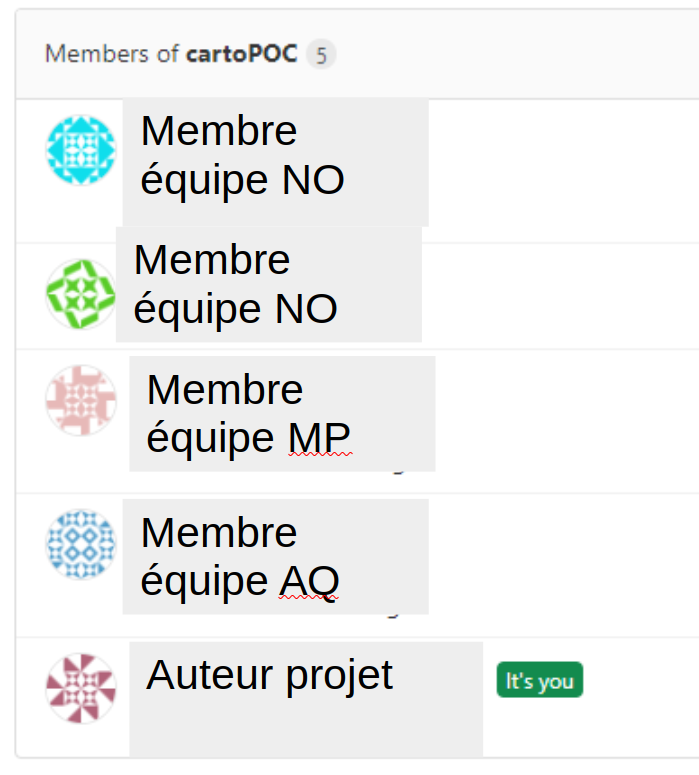 Members of cartoPOC 5
Membre
équipe NO
Membre
équipe NO
Membre
équipe MP
Membre
équipe AQ
Auteur projet
It's you